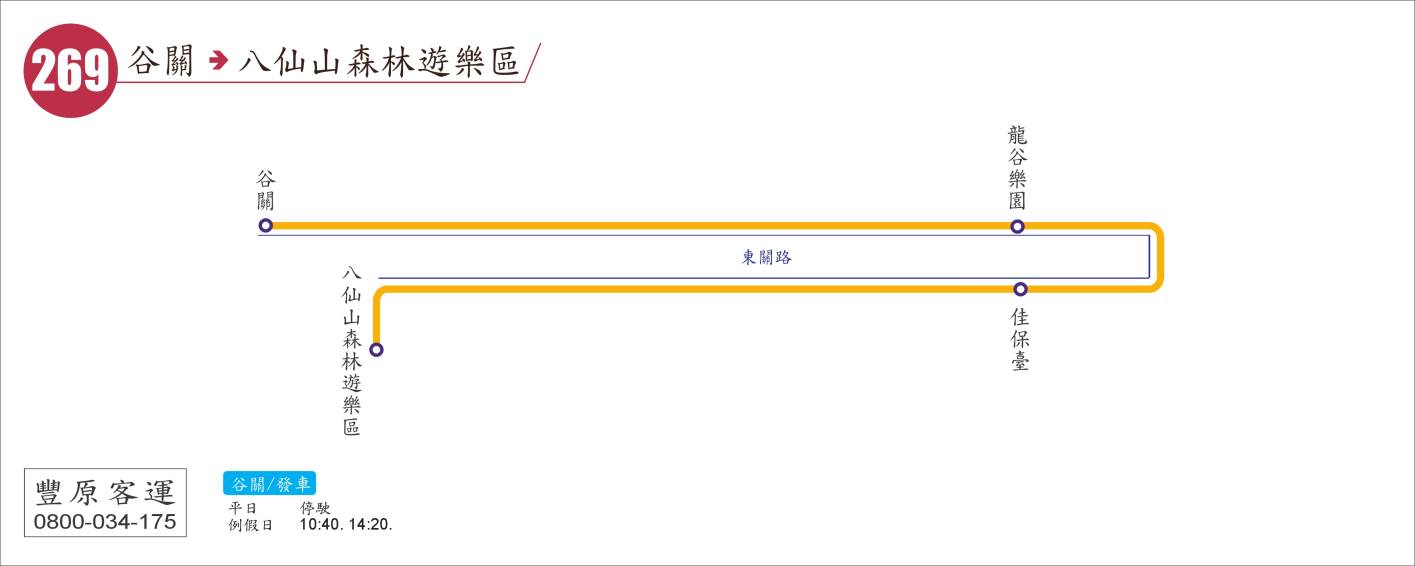 269 谷關 ➔ 八仙山森林遊樂區
龍谷樂園
谷關
東關路
八仙山森林遊樂區
佳保臺
豐原客運
0800-034-175
谷關/發車
平日 停駛
例假日 10:40. 14:20.